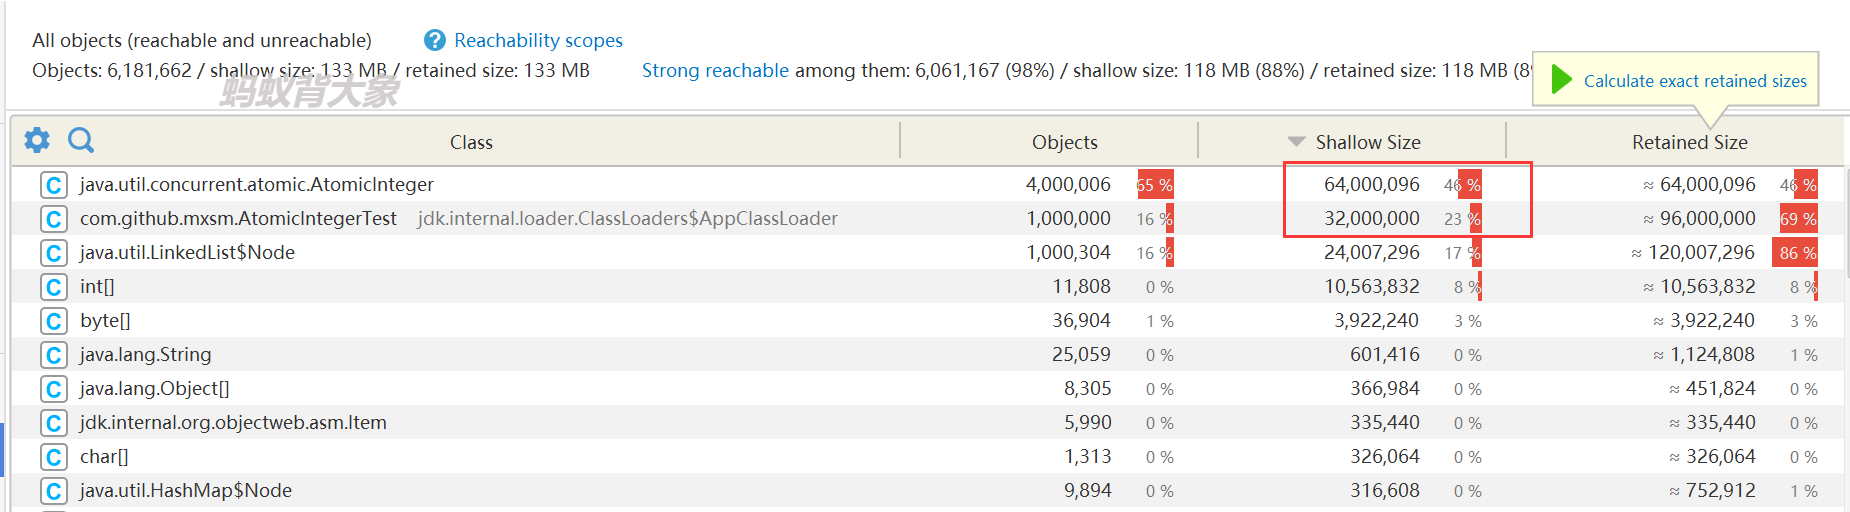 All objects (reachable and unreachable) Reachability scopes
Objects: 6,181,662 / shallow size: 133 MB / retained size: 133 MB Strong reachable among them: 6,061,167 (98%) / shallow size: 118 MB (88%) / retained size: 118 MB
蚂蚁背大象
Calculate exact retained sizes
Class Objects Shallow Size Retained Size
C java.util.concurrent.atomic.AtomicInteger 4,000,006 65 % 64,000,096 46 % ≈ 64,000,096 46 %
C com.github.mxsm.AtomicIntegerTest jdk.internal.loader.ClassLoaders$AppClassLoader 1,000,000 16 % 32,000,000 23 % ≈ 96,000,000 69 %
C java.util.LinkedList$Node 1,000,304 16 % 24,007,296 17 % ≈ 120,007,296 86 %
C int[] 11,808 0 % 10,563,832 8 % ≈ 10,563,832 8 %
C byte[] 36,904 1 % 3,922,240 3 % ≈ 3,922,240 3 %
C java.lang.String 25,059 0 % 601,416 0 % ≈ 1,124,808 1 %
C java.lang.Object[] 8,305 0 % 366,984 0 % ≈ 451,824 0 %
C jdk.internal.org.objectweb.asm.Item 5,990 0 % 335,440 0 % ≈ 335,440 0 %
C char[] 1,313 0 % 326,064 0 % ≈ 326,064 0 %
C java.util.HashMap$Node 9,894 0 % 316,608 0 % ≈ 752,912 1 %